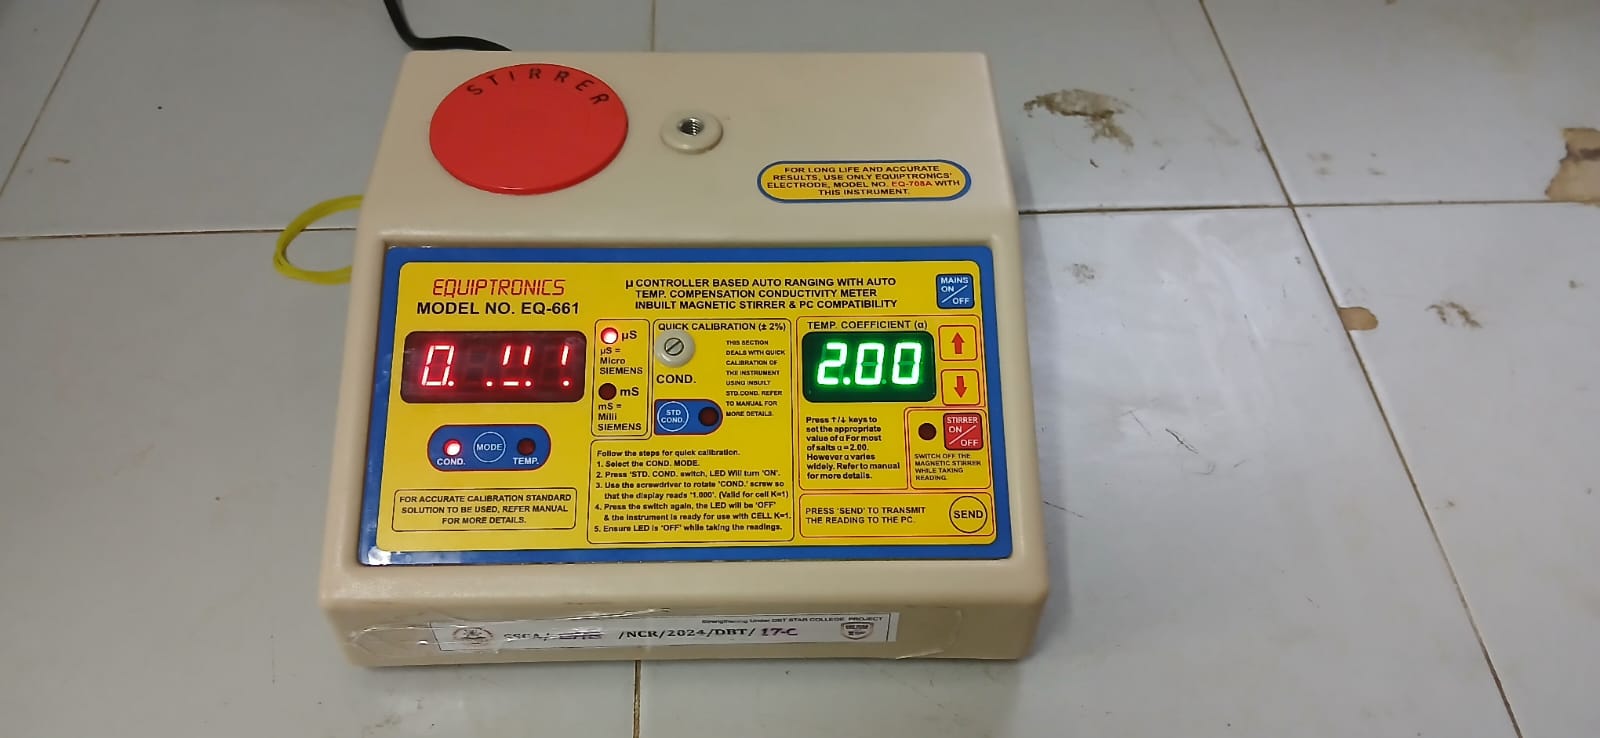 STIRRER
FOR LONG LIFE AND ACCURATE
RESULTS, USE ONLY EQUIPTRONICS'
ELECTRODE, MODEL NO. EQ-708A WITH
THIS INSTRUMENT.
EQUIPTRONICS
MODEL NO. EQ-661
µ CONTROLLER BASED AUTO RANGING WITH AUTO
TEMP. COMPENSATION CONDUCTIVITY METER
INBUILT MAGNETIC STIRRER & PC COMPATIBILITY
MAINS
ON/OFF
µS
µS =
Micro
SIEMENS
mS
mS =
Milli
SIEMENS
QUICK CALIBRATION (± 2%)
COND.
STD
COND.
THIS SECTION
DEALS WITH QUICK
CALIBRATION OF
THE INSTRUMENT
USING INBUILT
STD.COND. REFER
TO MANUAL FOR
MORE DETAILS.
TEMP. COEFFICIENT (α)
2.00
↑
↓
COND.
MODE
TEMP.
FOR ACCURATE CALIBRATION STANDARD
SOLUTION TO BE USED, REFER MANUAL
FOR MORE DETAILS.
Follow the steps for quick calibration.
1. Select the COND. MODE.
2. Press 'STD. COND. switch, LED Will turn 'ON'.
3. Use the screwdriver to rotate 'COND.' screw so
that the display reads '1.000'. (Valid for cell K=1)
4. Press the switch again, the LED will be 'OFF'
& the instrument is ready for use with CELL K=1.
5. Ensure LED is 'OFF' while taking the readings.
Press ↑/↓ keys to
set the appropriate
value of α For most
of salts α = 2.00.
However α varies
widely. Refer to manual
for more details.
STIRRER
ON/OFF
SWITCH OFF THE
MAGNETIC STIRRER
WHILE TAKING
READING.
PRESS 'SEND' TO TRANSMIT
THE READING TO THE PC.
SEND
Strengthening Under DBT STAR COLLEGE PROJECT
/NCR/2024/DBT/ 17-C